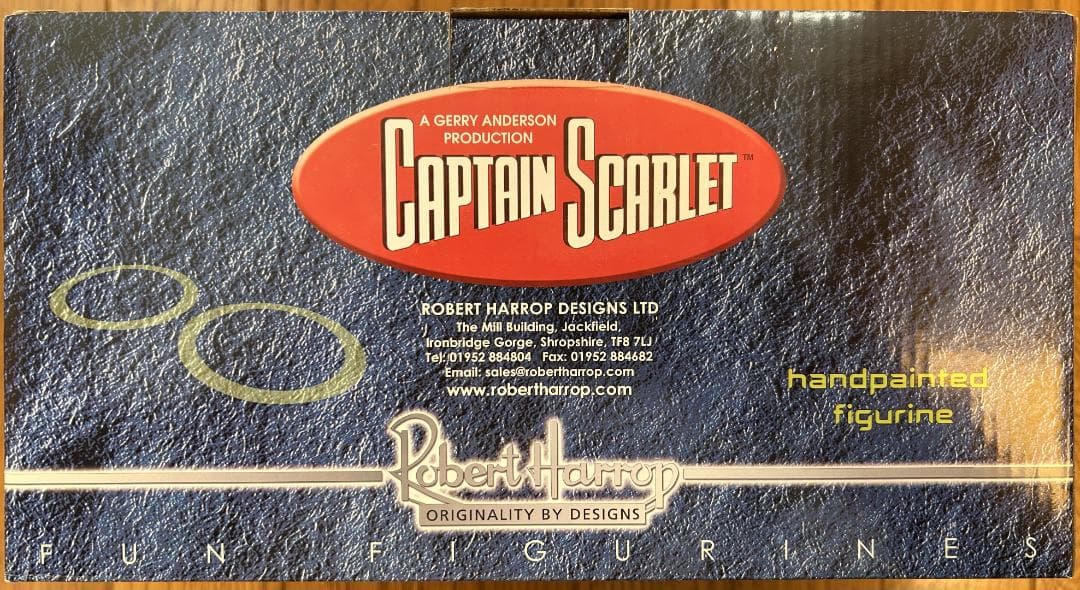 A GERRY ANDERSON
PRODUCTION
CAPTAIN SCARLET™
ROBERT HARROP DESIGNS LTD
The Mill Building, Jackfield,
Ironbridge Gorge, Shropshire, TF8 7LJ
Tel: 01952 884804 Fax: 01952 884682
Email: sales@robertharrop.com
www.robertharrop.com
handpainted
figurine
Robert Harrop
ORIGINALITY BY DESIGNS
FUN FIGURINES